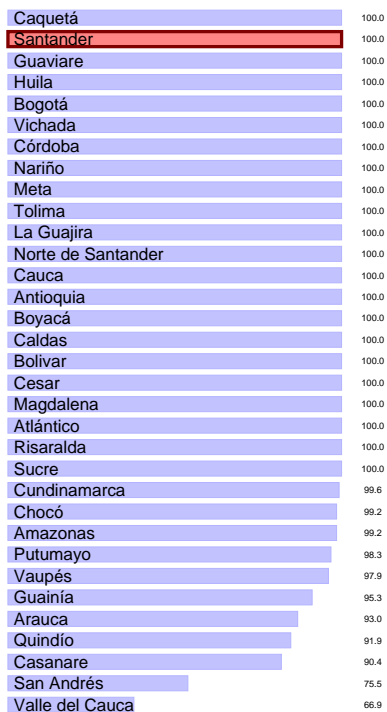 Caquetá 100.0
Santander 100.0
Guaviare 100.0
Huila 100.0
Bogotá 100.0
Vichada 100.0
Córdoba 100.0
Nariño 100.0
Meta 100.0
Tolima 100.0
La Guajira 100.0
Norte de Santander 100.0
Cauca 100.0
Antioquia 100.0
Boyacá 100.0
Caldas 100.0
Bolivar 100.0
Cesar 100.0
Magdalena 100.0
Atlántico 100.0
Risaralda 100.0
Sucre 100.0
Cundinamarca 99.6
Chocó 99.2
Amazonas 99.2
Putumayo 98.3
Vaupés 97.9
Guainía 95.3
Arauca 93.0
Quindío 91.9
Casanare 90.4
San Andrés 75.5
Valle del Cauca 66.9